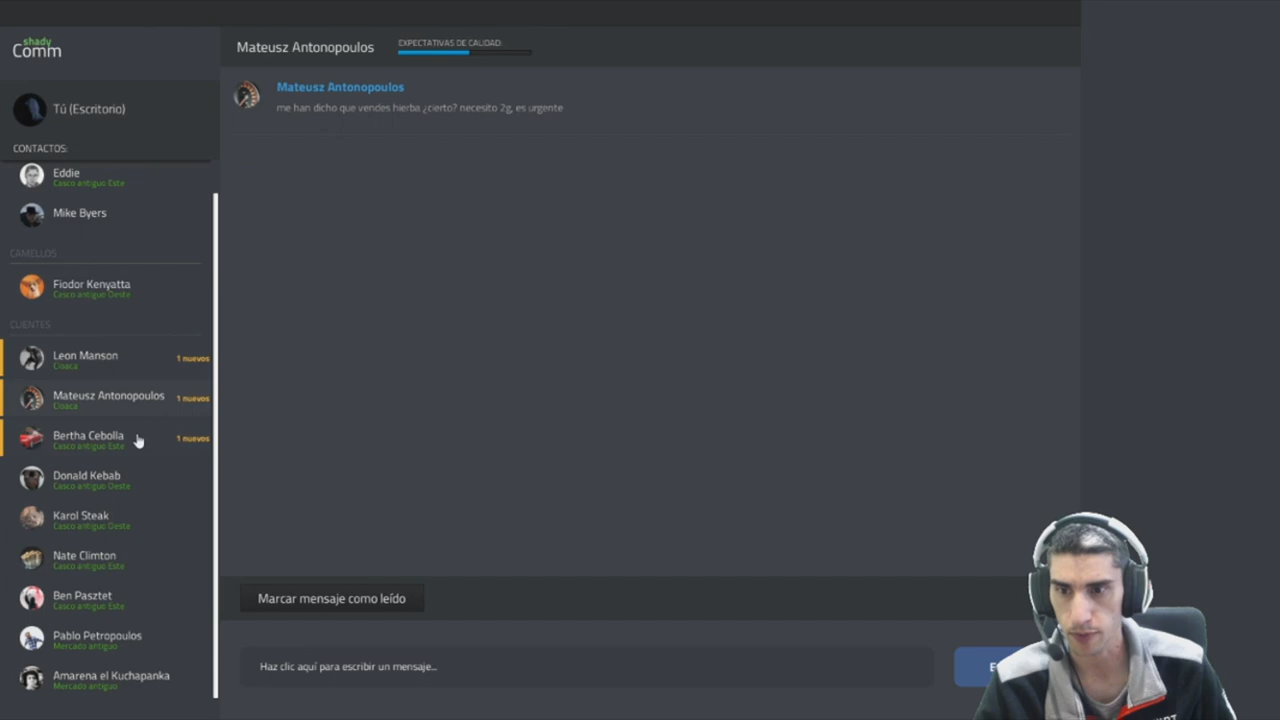 shady
Comm
Tú (Escritorio)
CONTACTOS:
Eddie
Casco antiguo Este
Mike Byers
CAMELLOS
Fiodor Kenyatta
Casco antiguo Oeste
CLIENTES
Leon Manson
Cloaca
1 nuevos
Mateusz Antonopoulos
Cloaca
1 nuevos
Bertha Cebolla
Casco antiguo Este
1 nuevos
Donald Kebab
Casco antiguo Oeste
Karol Steak
Casco antiguo Oeste
Nate Climton
Casco antiguo Este
Ben Pasztet
Casco antiguo Este
Pablo Petropoulos
Mercado antiguo
Amarena el Kuchapanka
Mercado antiguo
Mateusz Antonopoulos
EXPECTATIVAS DE CALIDAD:
Mateusz Antonopoulos
me han dicho que vendes hierba ¿cierto? necesito 2g, es urgente
Marcar mensaje como leído
Haz clic aquí para escribir un mensaje...